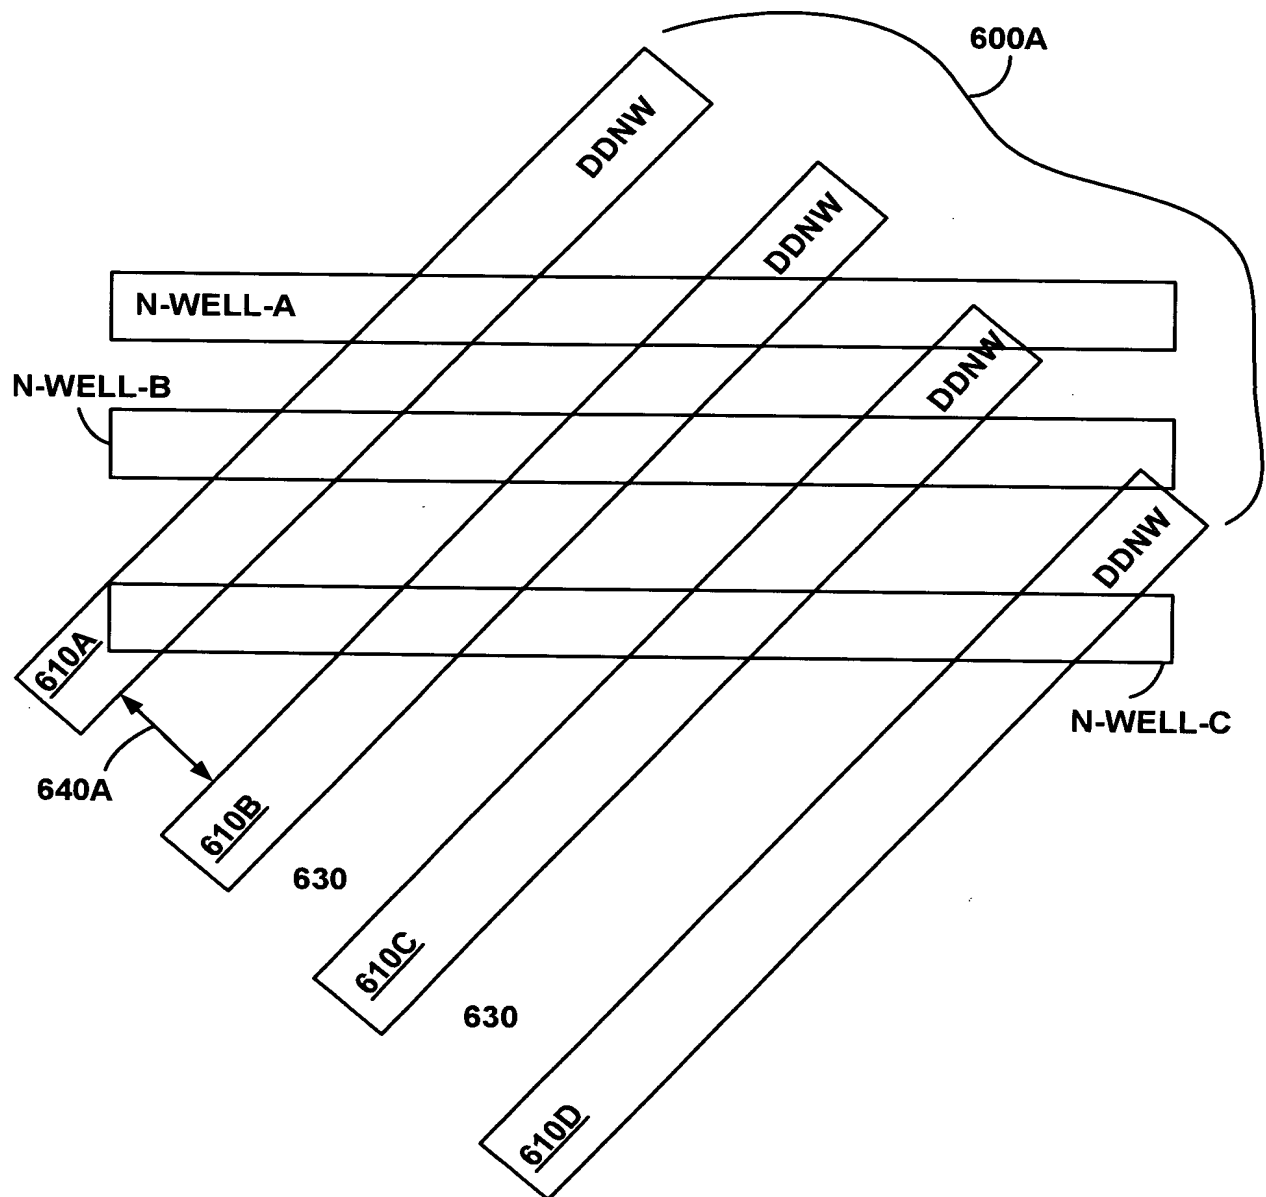 600A
DDNW
DDNW
N-WELL-A
DDNW
N-WELL-B
DDNW
610A
N-WELL-C
640A
610B
630
610C
630
610D